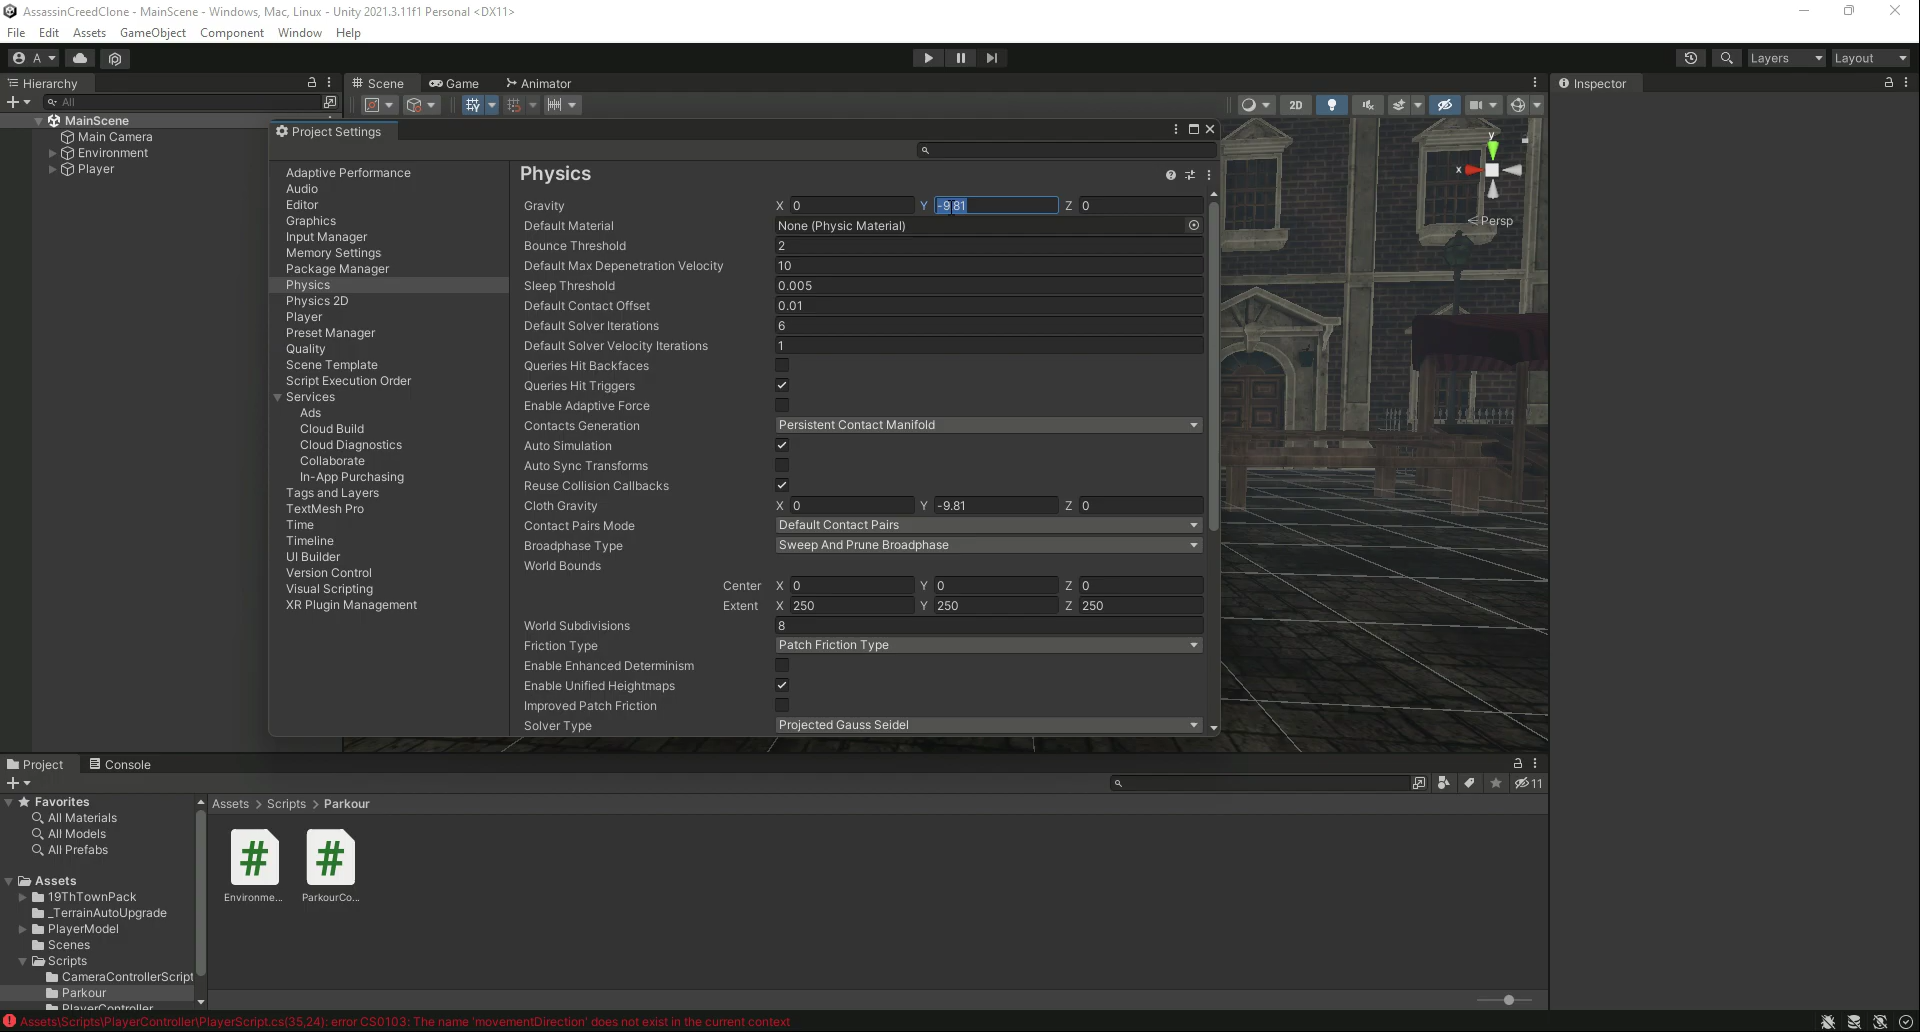 AssassinCreedClone - MainScene - Windows, Mac, Linux - Unity 2021.3.11f1 Personal <DX11>
File Edit Assets GameObject Component Window Help
A Layers Layout
Hierarchy Scene Game Animator Inspector
All 2D
MainScene
Main Camera
Environment
Player
Project Settings
Adaptive Performance
Audio
Editor
Graphics
Input Manager
Memory Settings
Package Manager
Physics
Physics 2D
Player
Preset Manager
Quality
Scene Template
Script Execution Order
Services
Ads
Cloud Build
Cloud Diagnostics
Collaborate
In-App Purchasing
Tags and Layers
TextMesh Pro
Time
Timeline
UI Builder
Version Control
Visual Scripting
XR Plugin Management
Physics
Gravity X 0 Y -9.81 Z 0
Default Material None (Physic Material)
Bounce Threshold 2
Default Max Depenetration Velocity 10
Sleep Threshold 0.005
Default Contact Offset 0.01
Default Solver Iterations 6
Default Solver Velocity Iterations 1
Queries Hit Backfaces
Queries Hit Triggers
Enable Adaptive Force
Contacts Generation Persistent Contact Manifold
Auto Simulation
Auto Sync Transforms
Reuse Collision Callbacks
Cloth Gravity X 0 Y -9.81 Z 0
Contact Pairs Mode Default Contact Pairs
Broadphase Type Sweep And Prune Broadphase
World Bounds
Center X 0 Y 0 Z 0
Extent X 250 Y 250 Z 250
World Subdivisions 8
Friction Type Patch Friction Type
Enable Enhanced Determinism
Enable Unified Heightmaps
Improved Patch Friction
Solver Type Projected Gauss Seidel
y
x
Persp
Project Console
11
Favorites
All Materials
All Models
All Prefabs
Assets
19ThTownPack
_TerrainAutoUpgrade
PlayerModel
Scenes
Scripts
CameraControllerScript
Parkour
PlayerController
Assets > Scripts > Parkour
# #
Environme... ParkourCo...
Assets\Scripts\PlayerController\PlayerScript.cs(35,24): error CS0103: The name 'movementDirection' does not exist in the current context